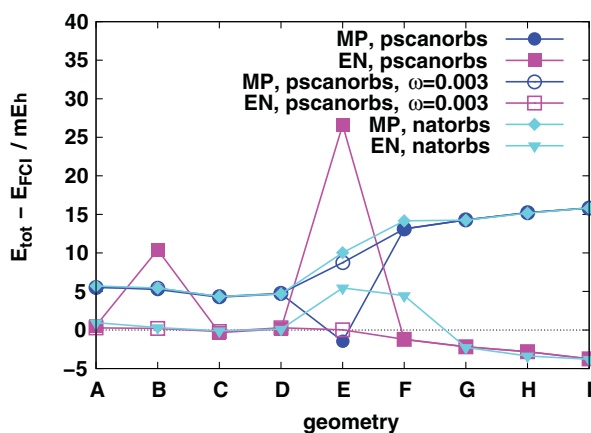 40
35
30
25
20
15
10
5
0
−5
E_tot − E_FCI / mE_h
MP, pscanorbs
EN, pscanorbs
MP, pscanorbs, ω=0.003
EN, pscanorbs, ω=0.003
MP, natorbs
EN, natorbs
A B C D E F G H I
geometry